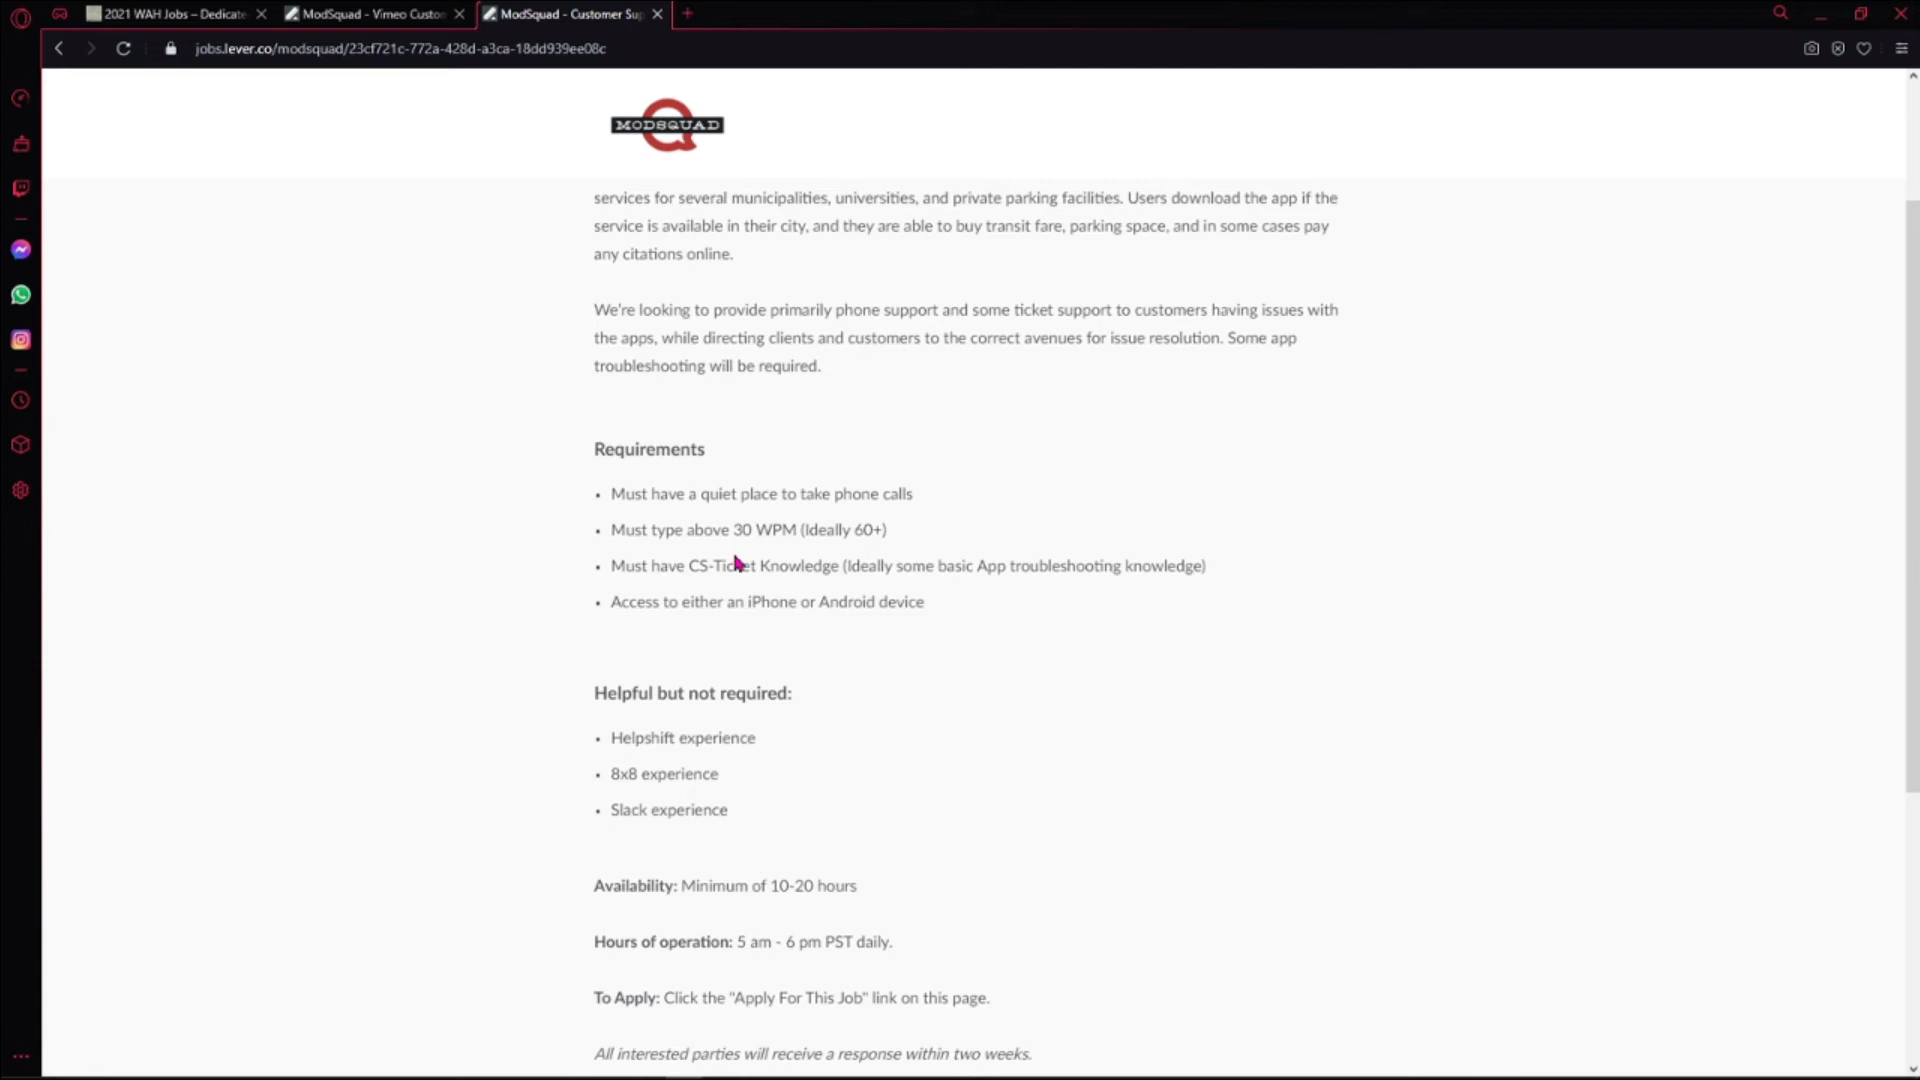 2021 WAH Jobs – Dedicate
ModSquad - Vimeo Custo
ModSquad - Customer Su
jobs.lever.co/modsquad/23cf721c-772a-428d-a3ca-18dd939ee08c
MODSQUAD
services for several municipalities, universities, and private parking facilities. Users download the app if the
service is available in their city, and they are able to buy transit fare, parking space, and in some cases pay
any citations online.
We're looking to provide primarily phone support and some ticket support to customers having issues with
the apps, while directing clients and customers to the correct avenues for issue resolution. Some app
troubleshooting will be required.
Requirements
• Must have a quiet place to take phone calls
• Must type above 30 WPM (Ideally 60+)
• Must have CS-Ticket Knowledge (Ideally some basic App troubleshooting knowledge)
• Access to either an iPhone or Android device
Helpful but not required:
• Helpshift experience
• 8x8 experience
• Slack experience
Availability: Minimum of 10-20 hours
Hours of operation: 5 am - 6 pm PST daily.
To Apply: Click the "Apply For This Job" link on this page.
All interested parties will receive a response within two weeks.